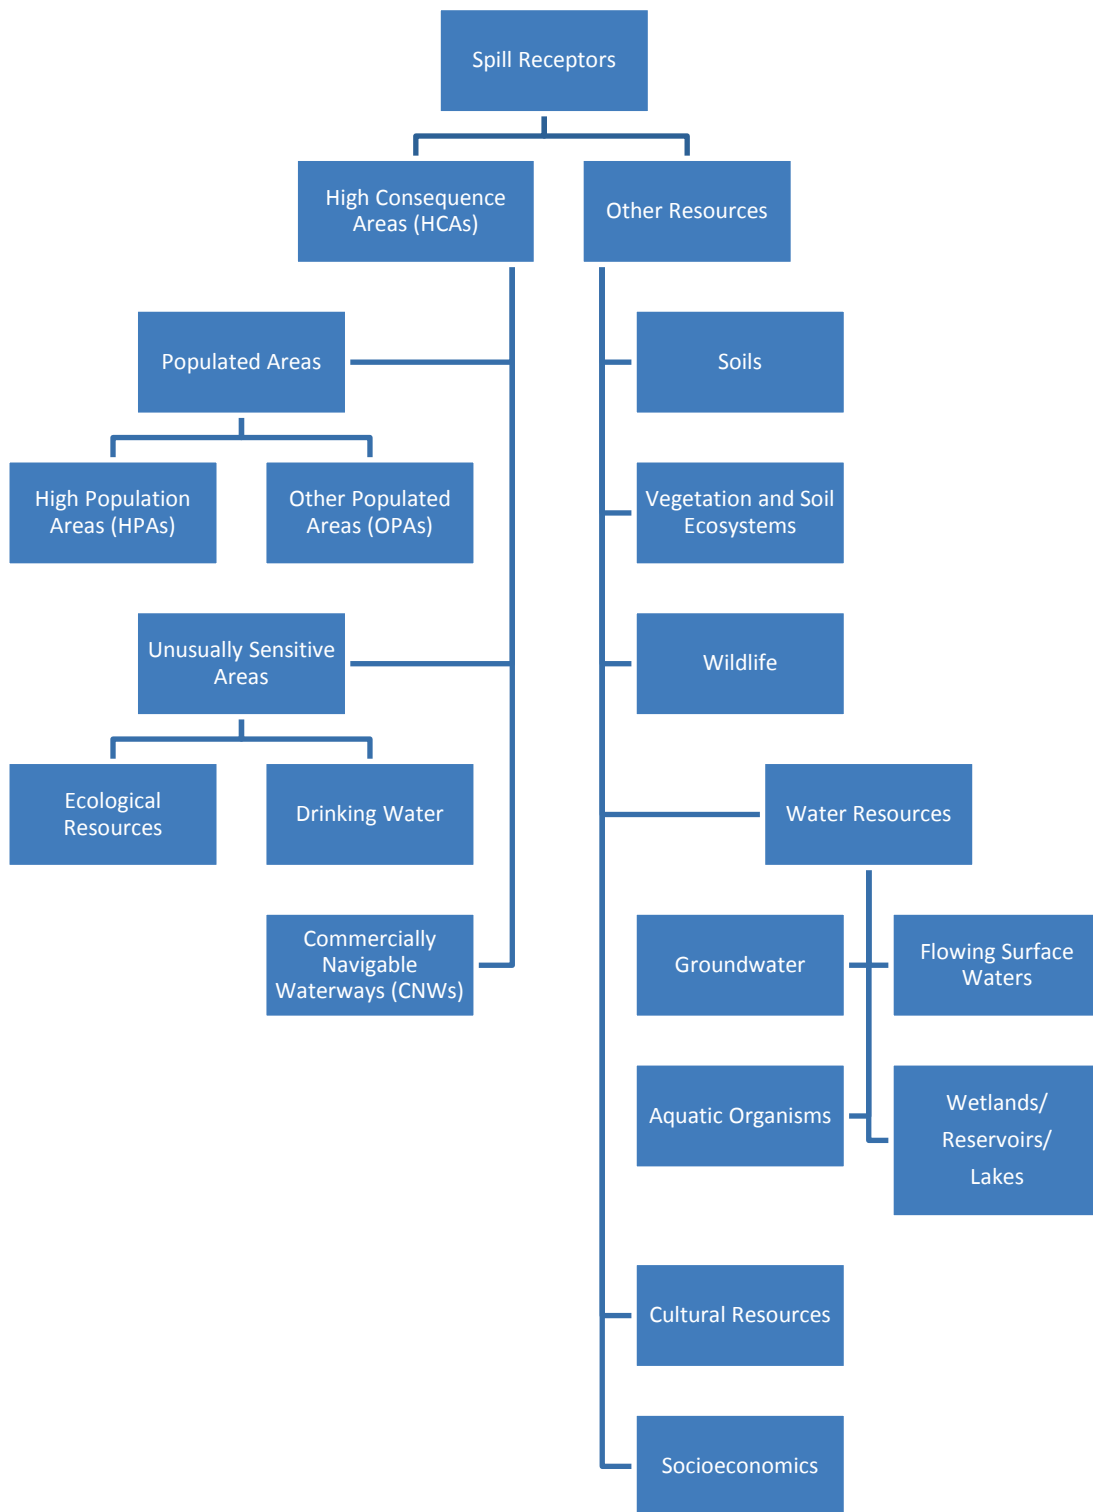 Spill Receptors
High Consequence
Areas (HCAs)
Other Resources
Populated Areas
Soils
High Population
Areas (HPAs)
Other Populated
Areas (OPAs)
Vegetation and Soil
Ecosystems
Unusually Sensitive
Areas
Wildlife
Ecological
Resources
Drinking Water
Water Resources
Commercially
Navigable
Waterways (CNWs)
Groundwater
Flowing Surface
Waters
Aquatic Organisms
Wetlands/
Reservoirs/
Lakes
Cultural Resources
Socioeconomics